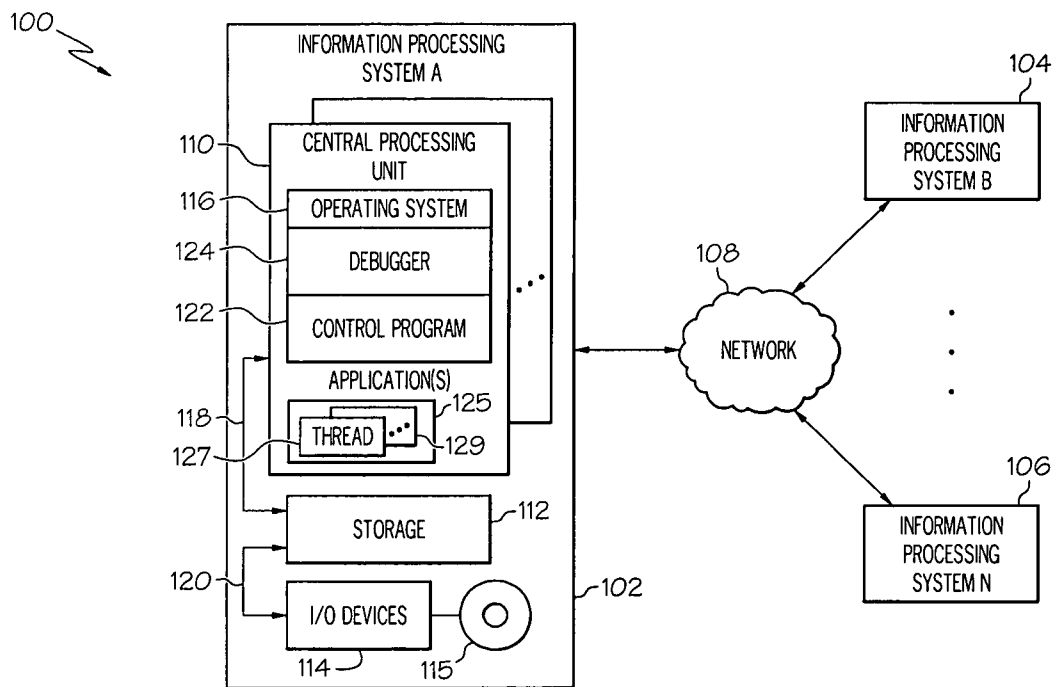 100
INFORMATION PROCESSING
SYSTEM A
110
CENTRAL PROCESSING
UNIT
116
OPERATING SYSTEM
124
DEBUGGER
122
CONTROL PROGRAM
APPLICATION(S)
118
125
THREAD
127
129
STORAGE
112
120
I/O DEVICES
114
115
102
108
NETWORK
104
INFORMATION
PROCESSING
SYSTEM B
106
INFORMATION
PROCESSING
SYSTEM N